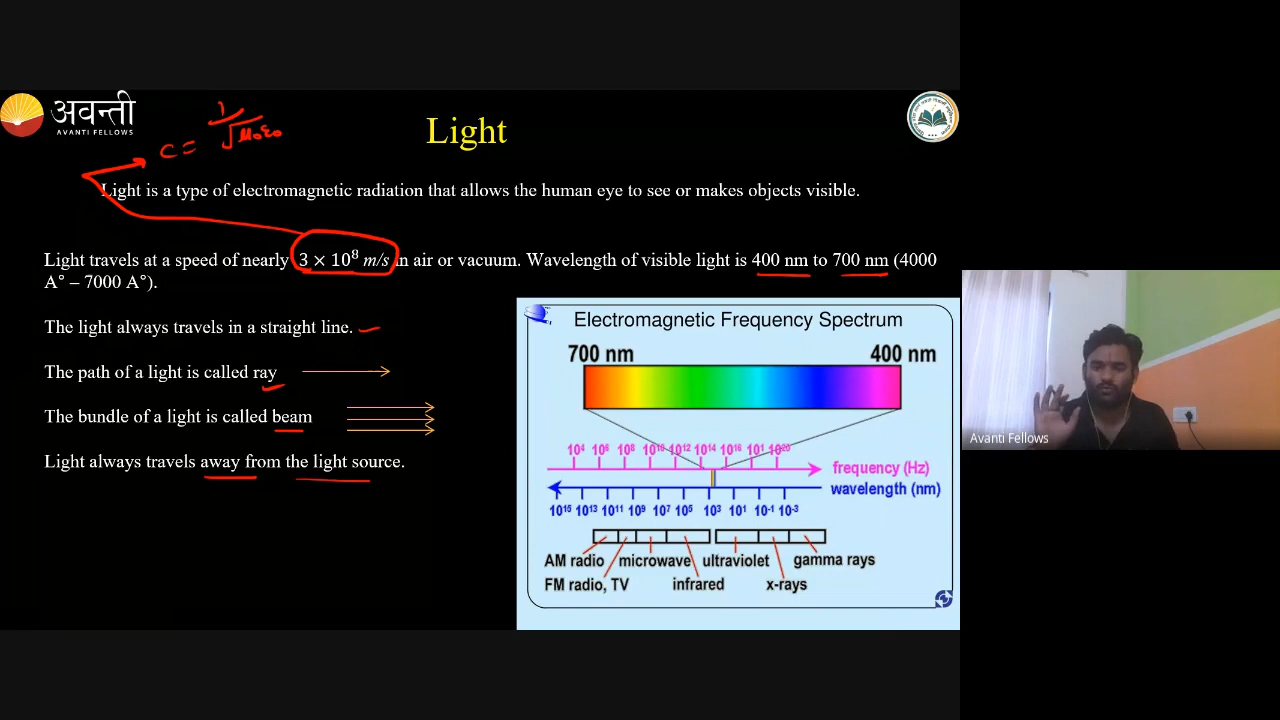 अवन्ती
AVANTI FELLOWS
Light
c = 1/√μ₀ε₀
Light is a type of electromagnetic radiation that allows the human eye to see or makes objects visible.
Light travels at a speed of nearly 3 × 10⁸ m/s in air or vacuum. Wavelength of visible light is 400 nm to 700 nm (4000
A° – 7000 A°).
The light always travels in a straight line.
The path of a light is called ray
The bundle of a light is called beam
Light always travels away from the light source.
Electromagnetic Frequency Spectrum
700 nm 400 nm
10⁴ 10⁶ 10⁸ 10¹⁰ 10¹² 10¹⁴ 10¹⁶ 10¹ 10²⁰
frequency (Hz)
wavelength (nm)
10¹⁵ 10¹³ 10¹¹ 10⁹ 10⁷ 10⁵ 10³ 10¹ 10⁻¹ 10⁻³
AM radio microwave ultraviolet gamma rays
FM radio, TV infrared x-rays
Avanti Fellows